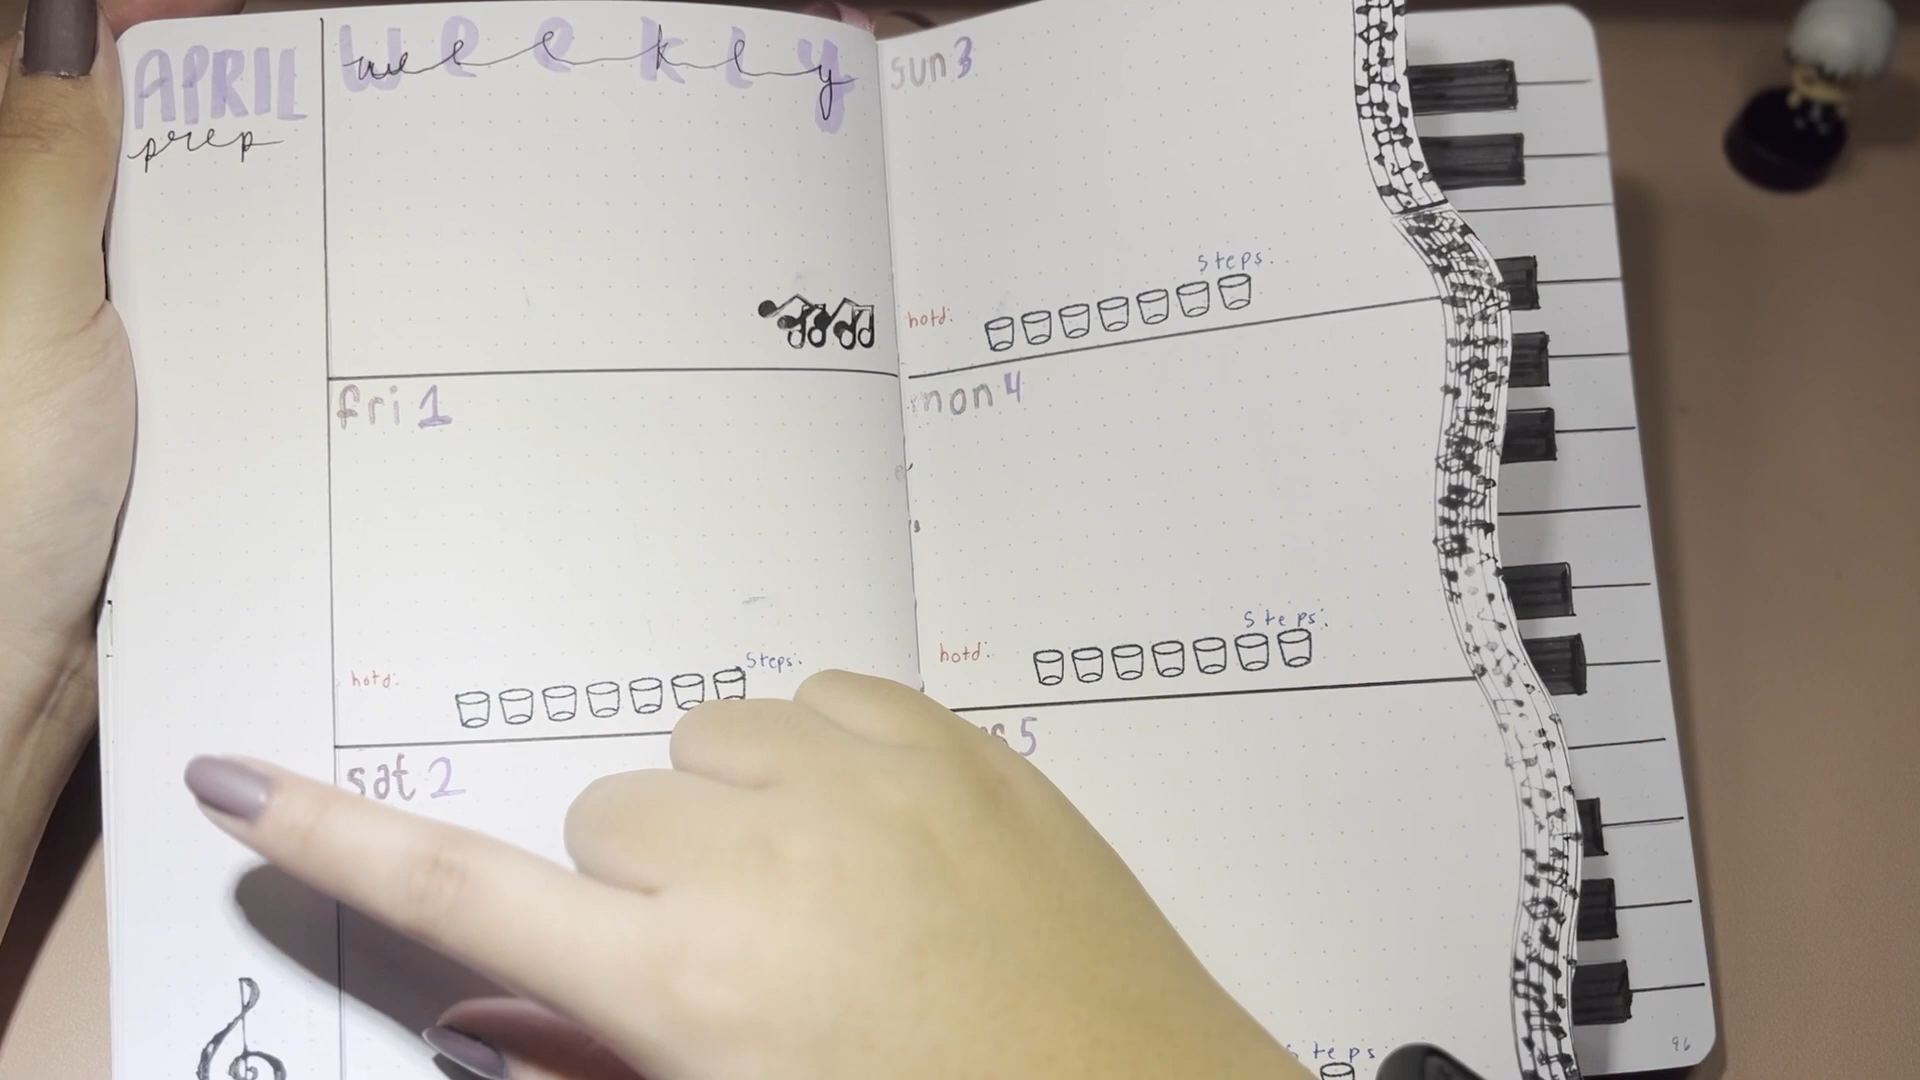 APRIL
prep
weekly
weekly
fri 1
hotd:
Steps:
sat 2
sun 3
hotd:
Steps:
mon 4
hotd:
Steps:
5
Steps
96